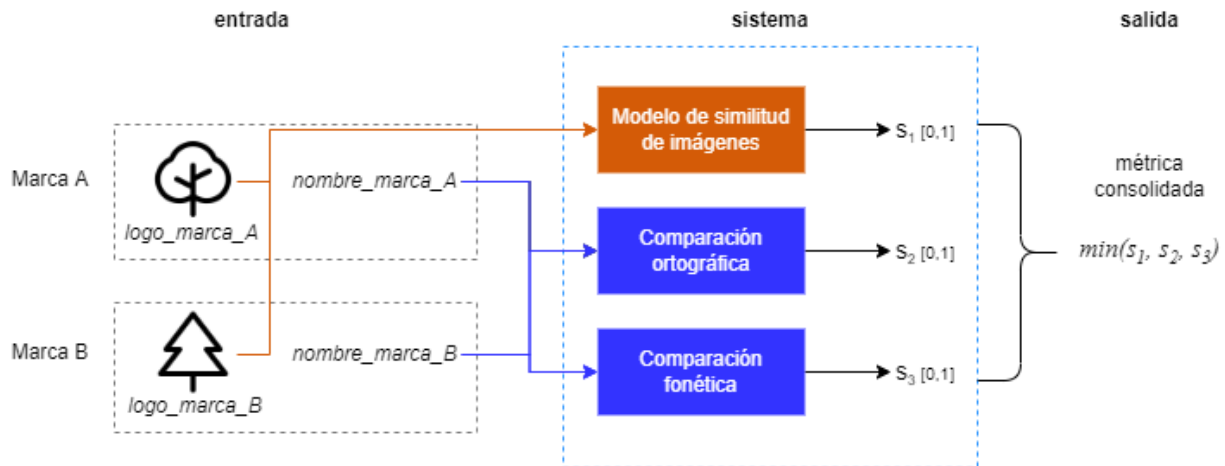 entrada
sistema
salida
Marca A
logo_marca_A
nombre_marca_A
Modelo de similitud
de imágenes
S1 [0,1]
Comparación
ortográfica
S2 [0,1]
métrica
consolidada
min(s1, s2, s3)
Marca B
logo_marca_B
nombre_marca_B
Comparación
fonética
S3 [0,1]